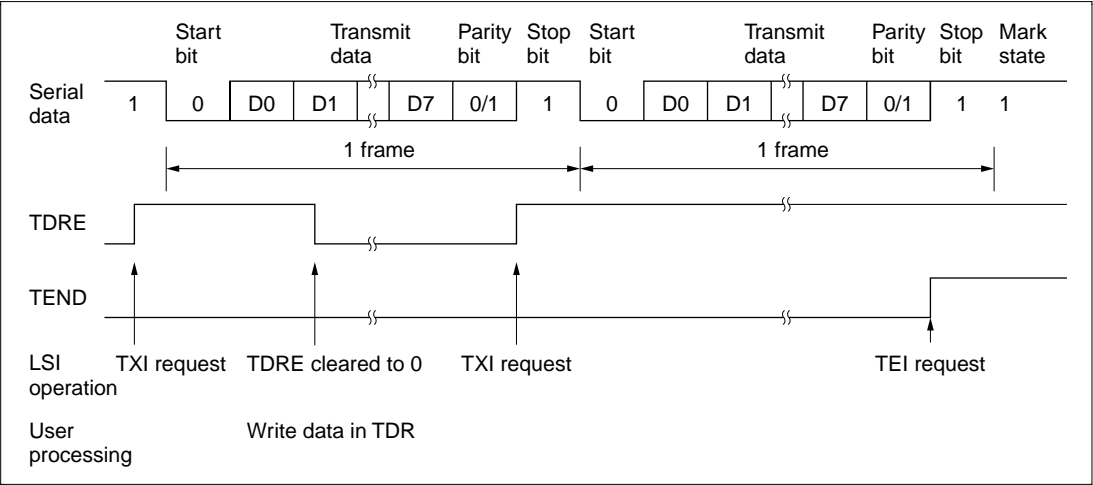 Start bit Transmit data Parity bit Stop bit Start bit Transmit data Parity bit Stop bit Mark state
Serial data 1 0 D0 D1 D7 0/1 1 0 D0 D1 D7 0/1 1 1
1 frame 1 frame
TDRE
TEND
LSI operation TXI request TDRE cleared to 0 TXI request TEI request
User processing Write data in TDR